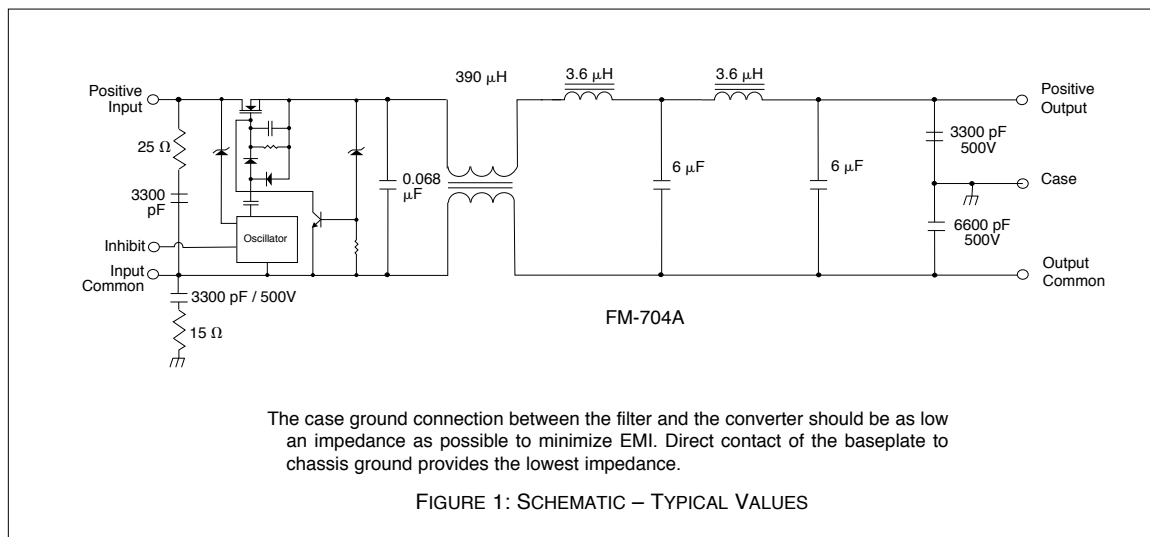 390 μH
3.6 μH
3.6 μH
Positive
Input
Positive
Output
25 Ω
3300 pF
500V
3300
pF
0.068
μF
6 μF
6 μF
Case
Oscillator
6600 pF
500V
Inhibit
Input
Common
Output
Common
3300 pF / 500V
15 Ω
FM-704A
The case ground connection between the filter and the converter should be as low
an impedance as possible to minimize EMI. Direct contact of the baseplate to
chassis ground provides the lowest impedance.
FIGURE 1: SCHEMATIC – TYPICAL VALUES